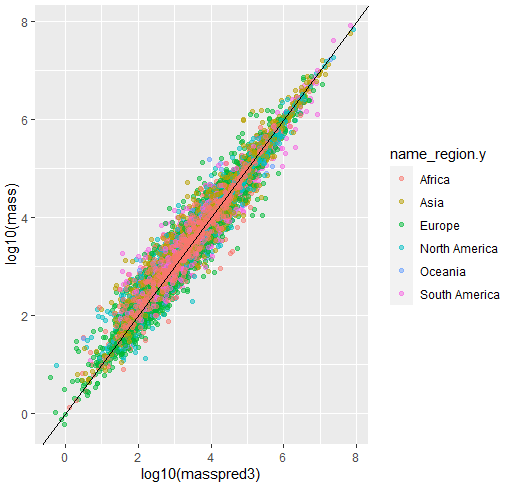 8
6
4
2
0
log10(mass)
0
2
4
6
8
log10(masspred3)
name_region.y
Africa
Asia
Europe
North America
Oceania
South America